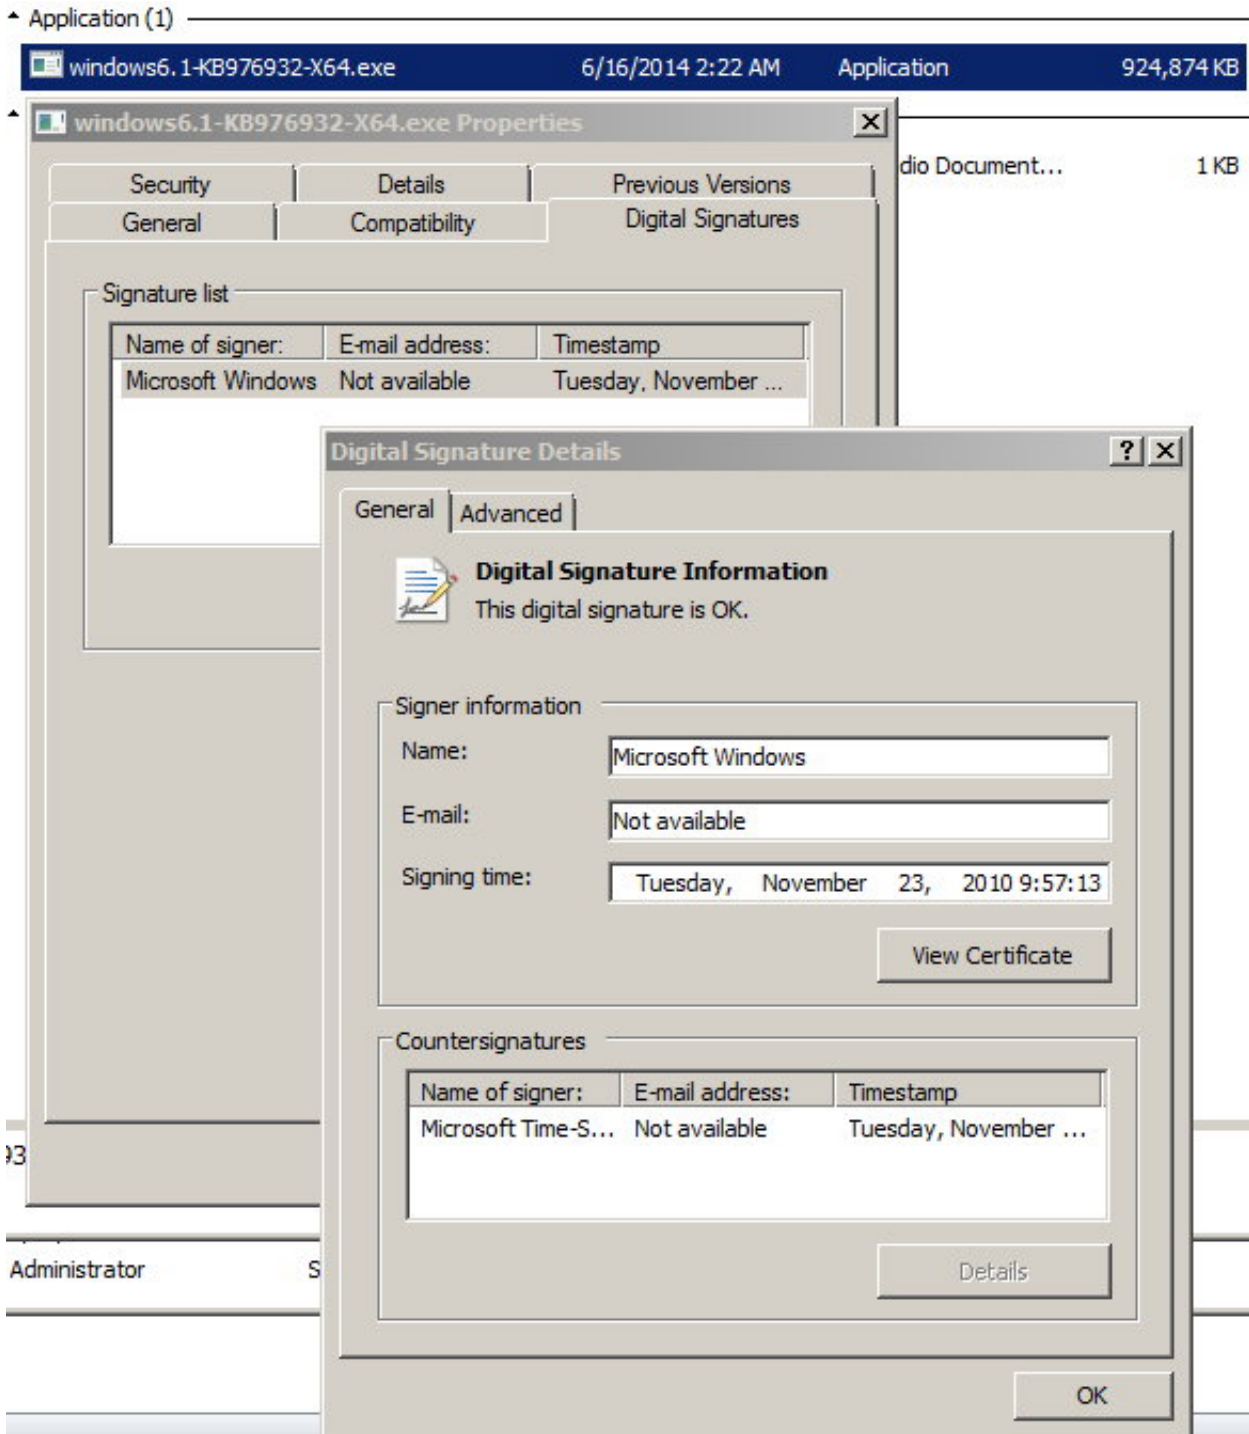 Application (1)
windows6.1-KB976932-X64.exe 6/16/2014 2:22 AM Application 924,874 KB
windows6.1-KB976932-X64.exe Properties
dio Document... 1 KB
Security Details Previous Versions
General Compatibility Digital Signatures
Signature list
Name of signer: E-mail address: Timestamp
Microsoft Windows Not available Tuesday, November ...
Digital Signature Details
General Advanced
Digital Signature Information
This digital signature is OK.
Signer information
Name: Microsoft Windows
E-mail: Not available
Signing time: Tuesday, November 23, 2010 9:57:13
View Certificate
Countersignatures
Name of signer: E-mail address: Timestamp
Microsoft Time-S... Not available Tuesday, November ...
93
Administrator S
Details
OK